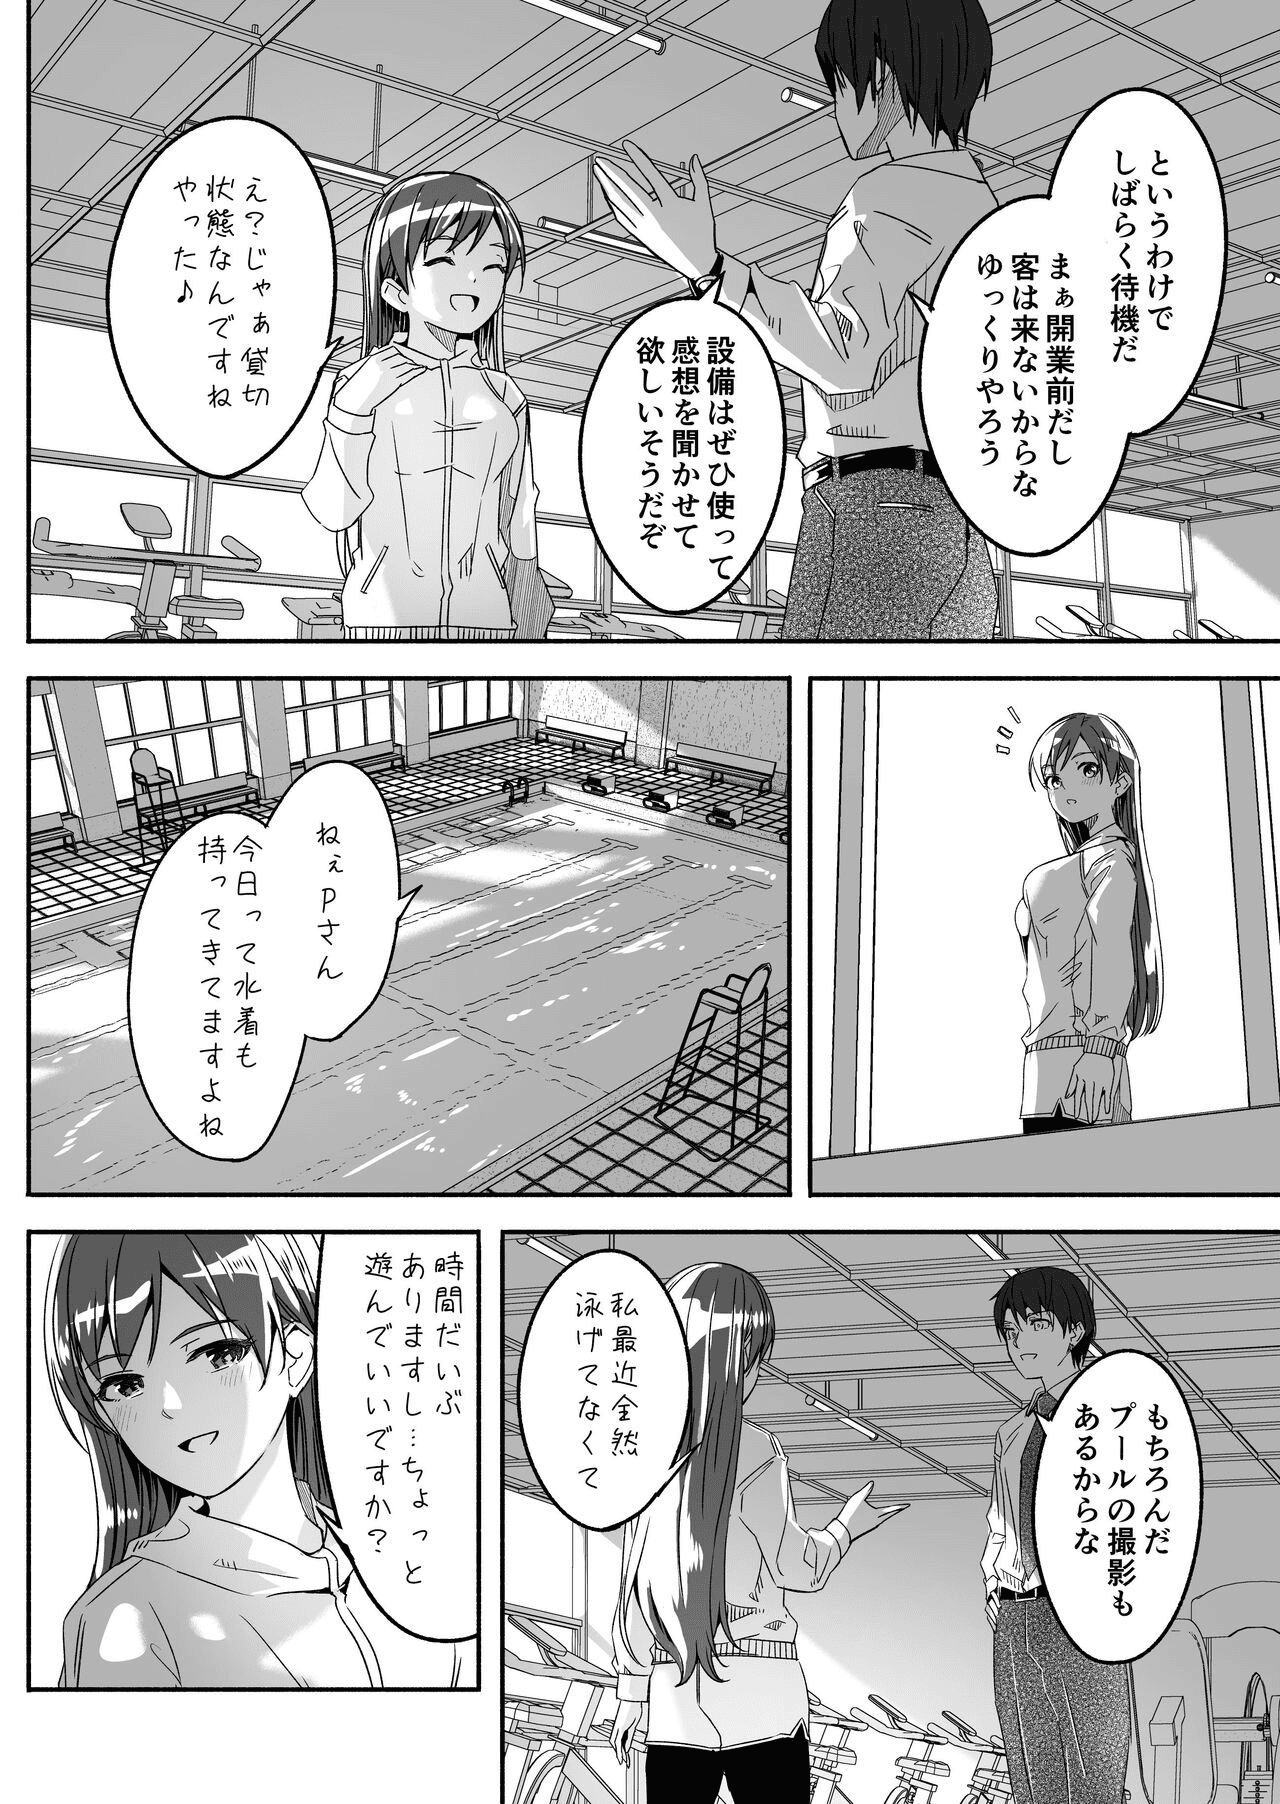 というわけで
しばらく待機だ
まぁ開業前だし
客は来ないからな
ゆっくりやろう
設備はぜひ使って
感想を聞かせて
欲しいそうだぞ
え?じゃあ貸切
状態なんですね
やった♪
ねぇPさん
今日って水着も
持ってきてますよね
もちろんだ
プールの撮影も
あるからな
私最近全然
泳げてなくて
時間だいぶ
ありますし…ちょっと
遊んでいいですか?